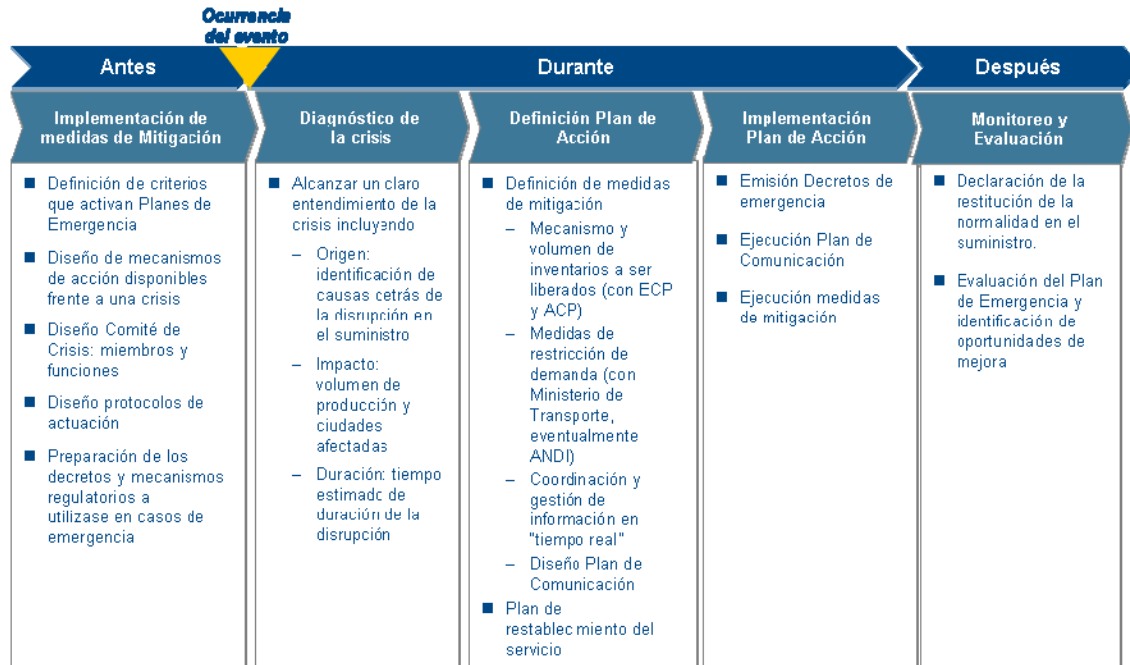 Ocurrencia
del evento
Antes
Durante
Después
Implementación de
medidas de Mitigación
Diagnóstico de
la crisis
Definición Plan de
Acción
Implementación
Plan de Acción
Monitoreo y
Evaluación
■ Definición de criterios
que activan Planes de
Emergencia
■ Diseño de mecanismos
de acción disponibles
frente a una crisis
■ Diseño Comité de
Crisis: miembros y
funciones
■ Diseño protocolos de
actuación
■ Preparación de los
decretos y mecanismos
regulatorios a
utilizase en casos de
emergencia
■ Alcanzar un claro
entendimiento de la
crisis incluyendo
– Origen:
identificación de
causas cetrás de
la disrupción en
el suministro
– Impacto:
volumen de
producción y
ciudades
afectadas
– Duración: tiempo
estimado de
duración de la
disrupción
■ Definición de medidas
de mitigación
– Mecanismo y
volumen de
inventarios a ser
liberados (con ECP
y ACP)
– Medidas de
restricción de
demanda (con
Ministerio de
Transporte,
eventualmente
ANDI)
– Coordinación y
gestión de
información en
"tiempo real"
– Diseño Plan de
Comunicación
■ Plan de
restablec miento del
servicio
■ Emisión Decretos de
emergencia
■ Ejecución Plan de
Comunicación
■ Ejecución medidas
de mitigación
■ Declaración de la
restitución de la
normalidad en el
suministro.
■ Evaluación del Plan
de Emergencia y
identificación de
oportunidades de
mejora